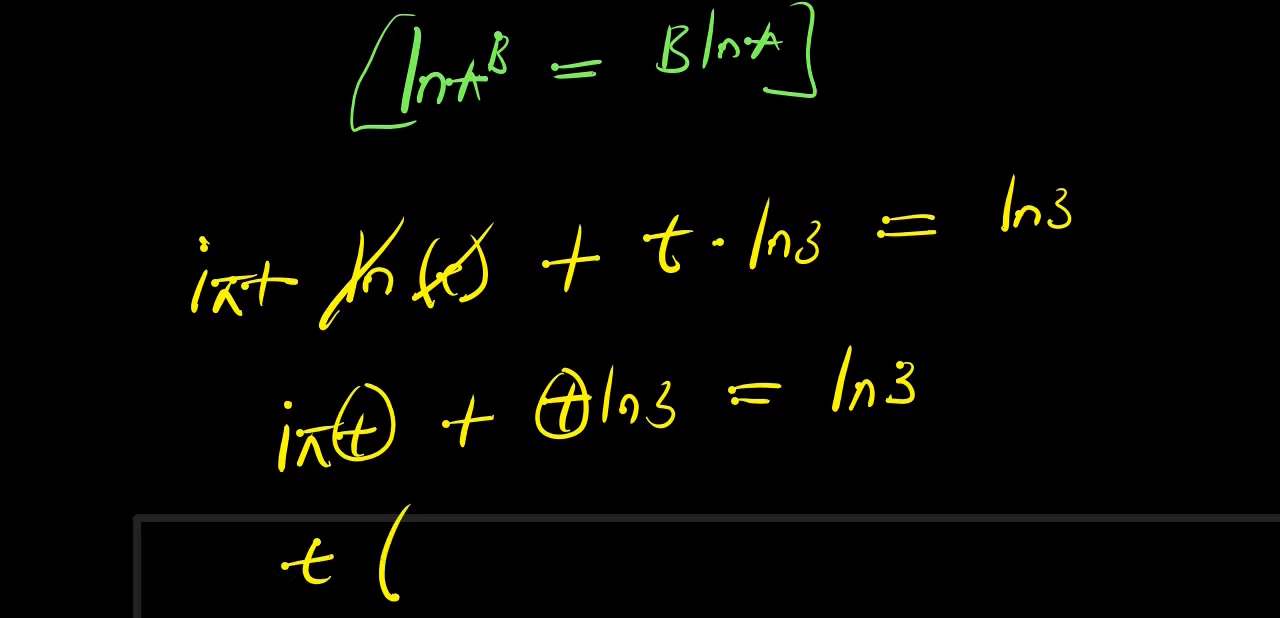 [ln A^B = B ln A]
iπt ln(e) + t · ln3 = ln3
iπt + t ln3 = ln3
t (